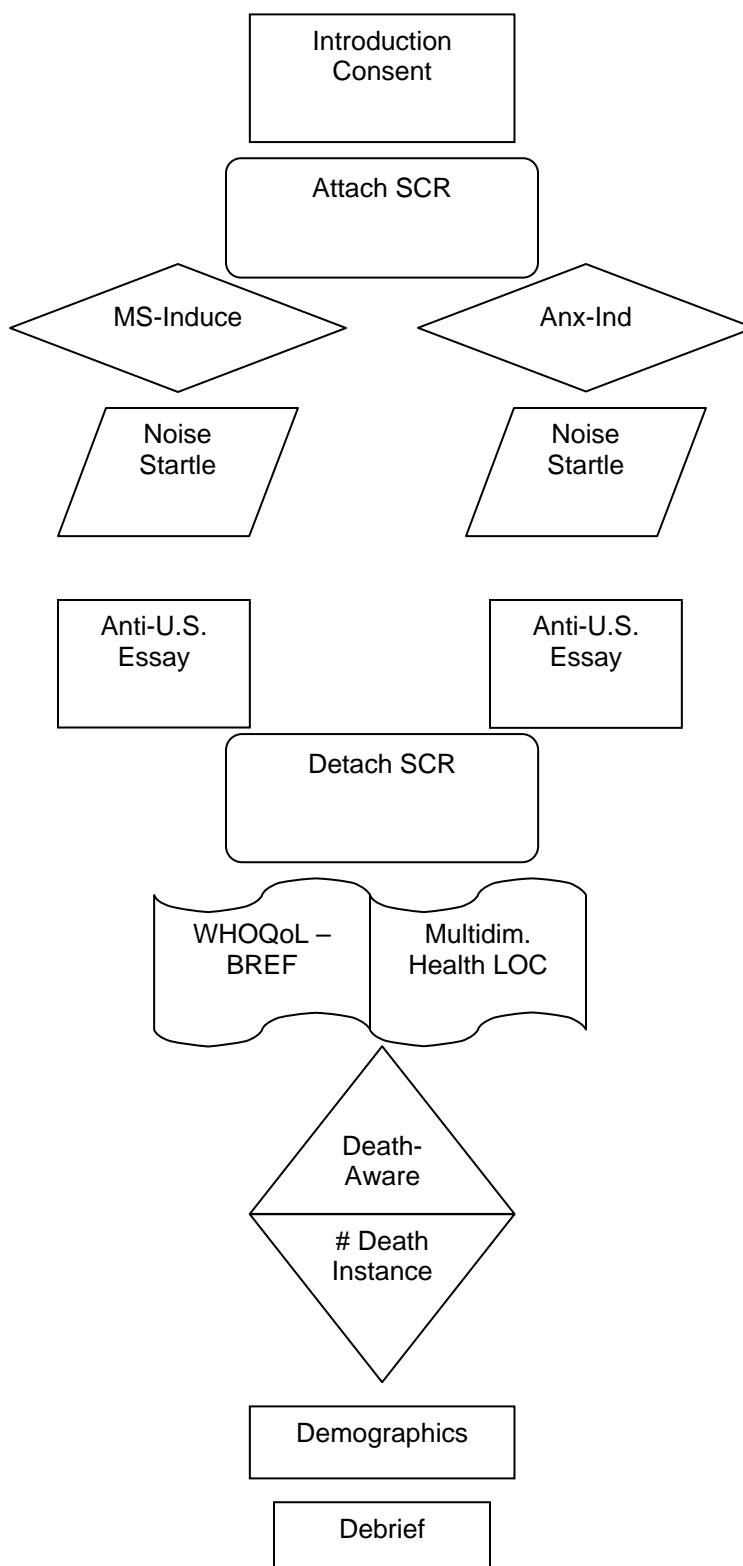 Introduction
Consent
Attach SCR
MS-Induce
Anx-Ind
Noise
Startle
Noise
Startle
Anti-U.S.
Essay
Anti-U.S.
Essay
Detach SCR
WHOQoL –
BREF
Multidim.
Health LOC
Death-
Aware
# Death
Instance
Demographics
Debrief